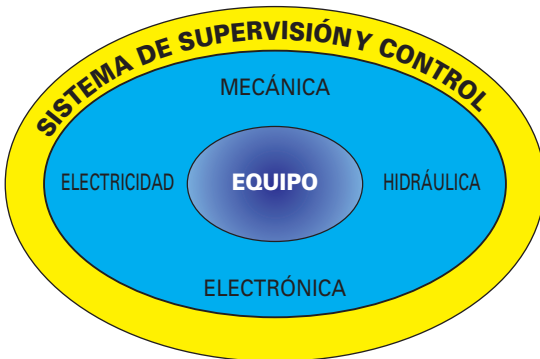 SISTEMA DE SUPERVISIÓN Y CONTROL
MECÁNICA
ELECTRICIDAD
EQUIPO
HIDRÁULICA
ELECTRÓNICA